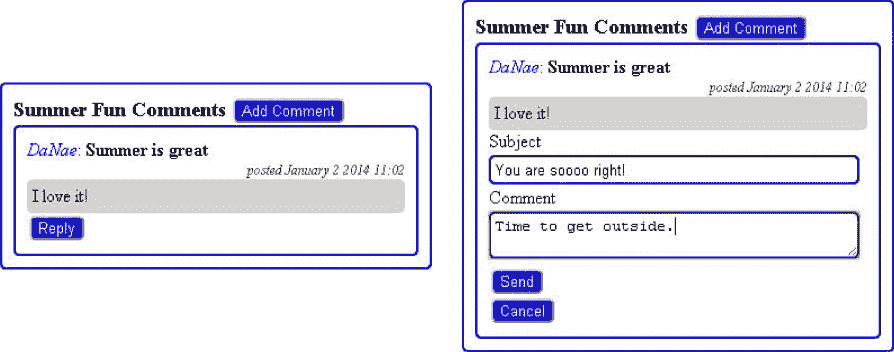 Summer Fun Comments Add Comment
DaNae: Summer is great
posted January 2 2014 11:02
I love it!
Reply
Summer Fun Comments Add Comment
DaNae: Summer is great
posted January 2 2014 11:02
I love it!
Subject
You are soooo right!
Comment
Time to get outside.
Send
Cancel